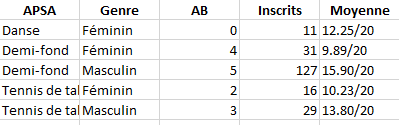 APSA Genre AB Inscrits Moyenne
Danse Féminin 0 11 12.25/20
Demi-fond Féminin 4 31 9.89/20
Demi-fond Masculin 5 127 15.90/20
Tennis de tal Féminin 2 16 10.23/20
Tennis de tal Masculin 3 29 13.80/20